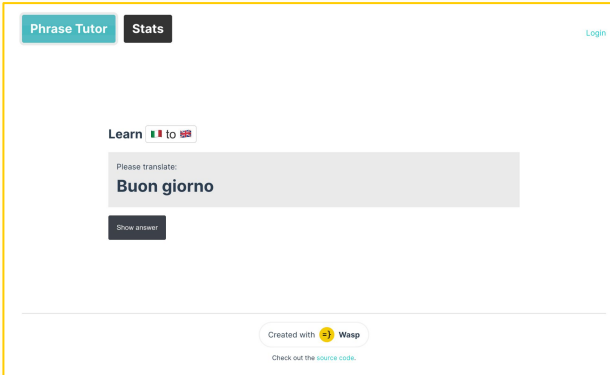 Phrase Tutor
Stats
Login
Learn 🇮🇹 to 🇬🇧
Please translate:
Buon giorno
Show answer
Created with =} Wasp
Check out the source code.